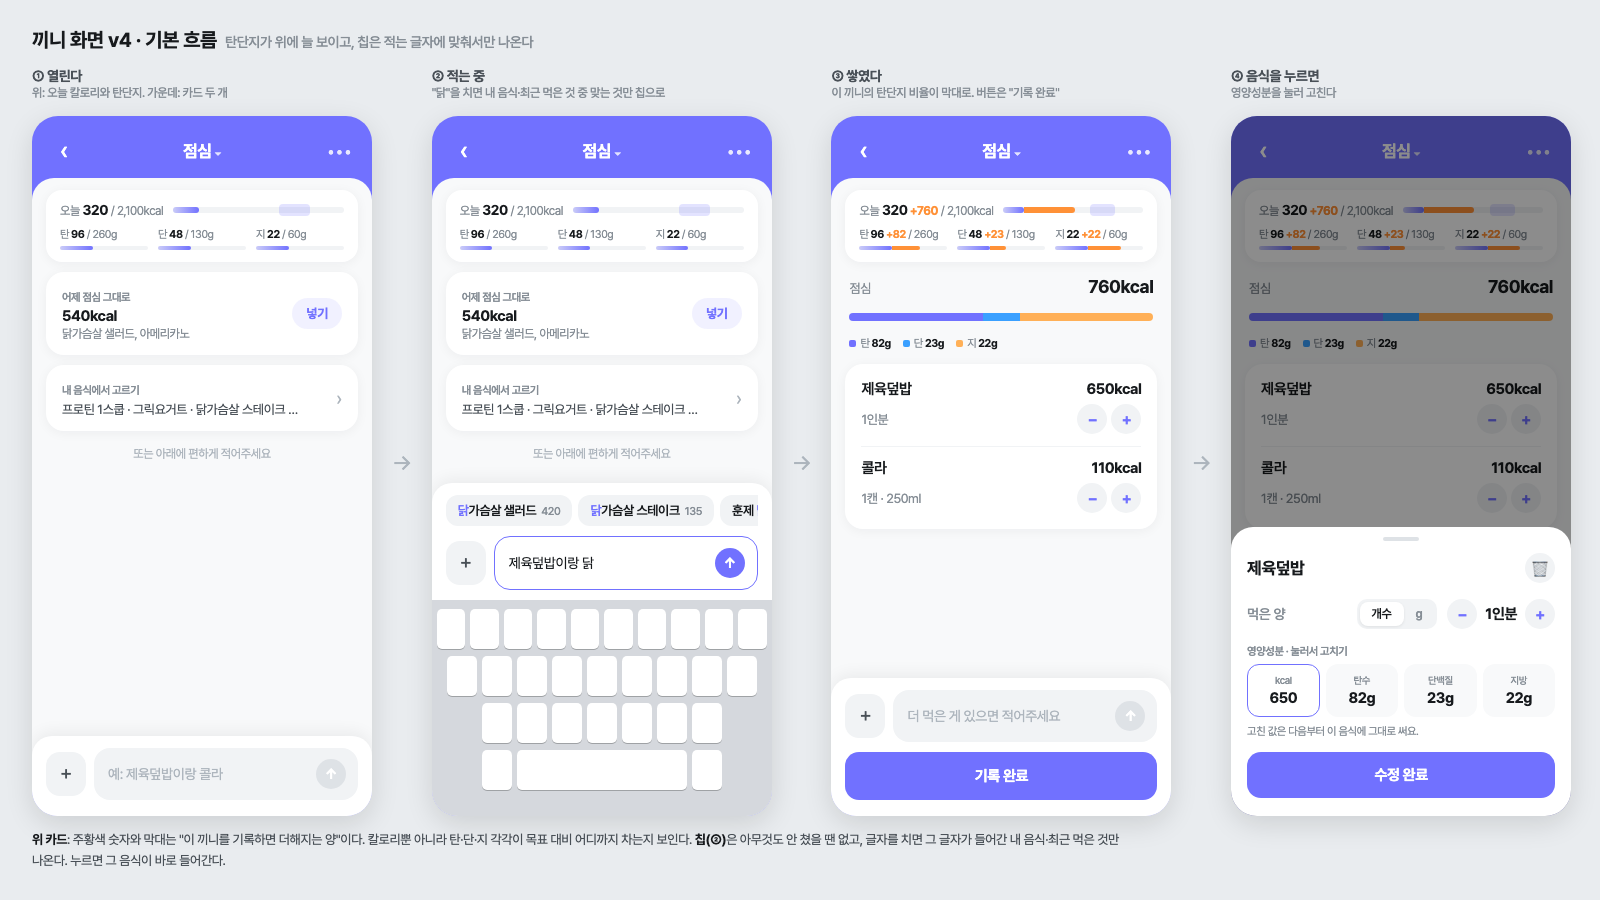 끼니 화면 v4 · 기본 흐름 탄단지가 위에 늘 보이고, 칩은 적는 글자에 맞춰서만 나온다
① 열린다
위: 오늘 칼로리와 탄단지. 가운데: 카드 두 개
‹ 점심 ▾ •••
오늘 320 / 2,100kcal
탄 96 / 260g 단 48 / 130g 지 22 / 60g
어제 점심 그대로
540kcal
닭가슴살 샐러드, 아메리카노
넣기
내 음식에서 고르기
프로틴 1스쿱 · 그릭요거트 · 닭가슴살 스테이크 ...
›
또는 아래에 편하게 적어주세요
+ 예: 제육덮밥이랑 콜라 ↑
→
② 적는 중
"닭"을 치면 내 음식·최근 먹은 것 중 맞는 것만 칩으로
‹ 점심 ▾ •••
오늘 320 / 2,100kcal
탄 96 / 260g 단 48 / 130g 지 22 / 60g
어제 점심 그대로
540kcal
닭가슴살 샐러드, 아메리카노
넣기
내 음식에서 고르기
프로틴 1스쿱 · 그릭요거트 · 닭가슴살 스테이크 ...
›
또는 아래에 편하게 적어주세요
닭가슴살 샐러드 420 닭가슴살 스테이크 135 훈제
+ 제육덮밥이랑 닭 ↑
→
③ 쌓였다
이 끼니의 탄단지 비율이 막대로. 버튼은 "기록 완료"
‹ 점심 ▾ •••
오늘 320 +760 / 2,100kcal
탄 96 +82 / 260g 단 48 +23 / 130g 지 22 +22 / 60g
점심 760kcal
탄 82g 단 23g 지 22g
제육덮밥 650kcal
1인분 − +
콜라 110kcal
1캔 · 250ml − +
+ 더 먹은 게 있으면 적어주세요 ↑
기록 완료
→
④ 음식을 누르면
영양성분을 눌러 고친다
‹ 점심 ▾ •••
오늘 320 +760 / 2,100kcal
탄 96 +82 / 260g 단 48 +23 / 130g 지 22 +22 / 60g
점심 760kcal
탄 82g 단 23g 지 22g
제육덮밥 650kcal
1인분 − +
콜라 110kcal
1캔 · 250ml − +
제육덮밥
먹은 양 개수 g − 1인분 +
영양성분 · 눌러서 고치기
kcal 탄수 단백질 지방
650 82g 23g 22g
고친 값은 다음부터 이 음식에 그대로 써요.
수정 완료
위 카드: 주황색 숫자와 막대는 "이 끼니를 기록하면 더해지는 양"이다. 칼로리뿐 아니라 탄·단·지 각각이 목표 대비 어디까지 차는지 보인다. 칩(②)은 아무것도 안 쳤을 땐 없고, 글자를 치면 그 글자가 들어간 내 음식·최근 먹은 것만
나온다. 누르면 그 음식이 바로 들어간다.